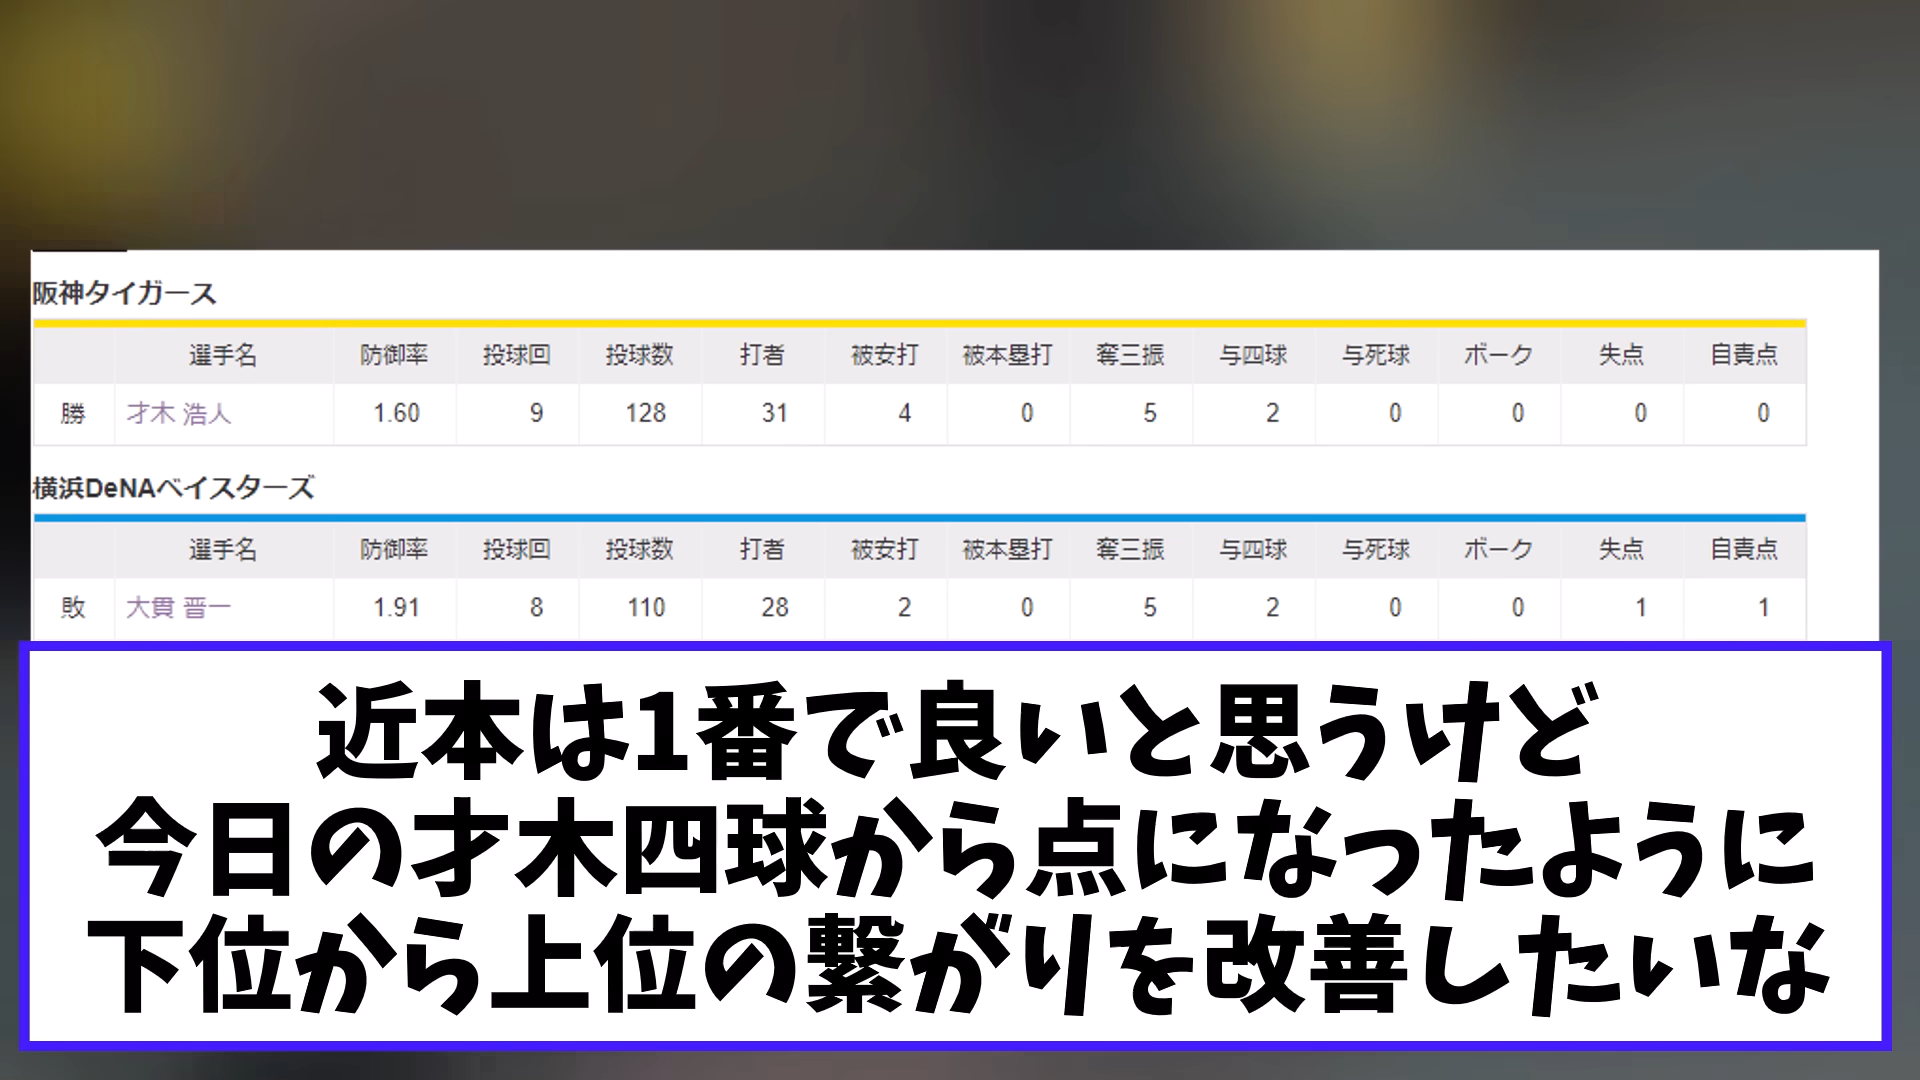 阪神タイガース
選手名 防御率 投球回 投球数 打者 被安打 被本塁打 奪三振 与四球 与死球 ボーク 失点 自責点
勝 才木 浩人 1.60 9 128 31 4 0 5 2 0 0 0 0
横浜DeNAベイスターズ
選手名 防御率 投球回 投球数 打者 被安打 被本塁打 奪三振 与四球 与死球 ボーク 失点 自責点
敗 大貫 晋一 1.91 8 110 28 2 0 5 2 0 0 1 1
近本は1番で良いと思うけど
今日の才木四球から点になったように
下位から上位の繋がりを改善したいな